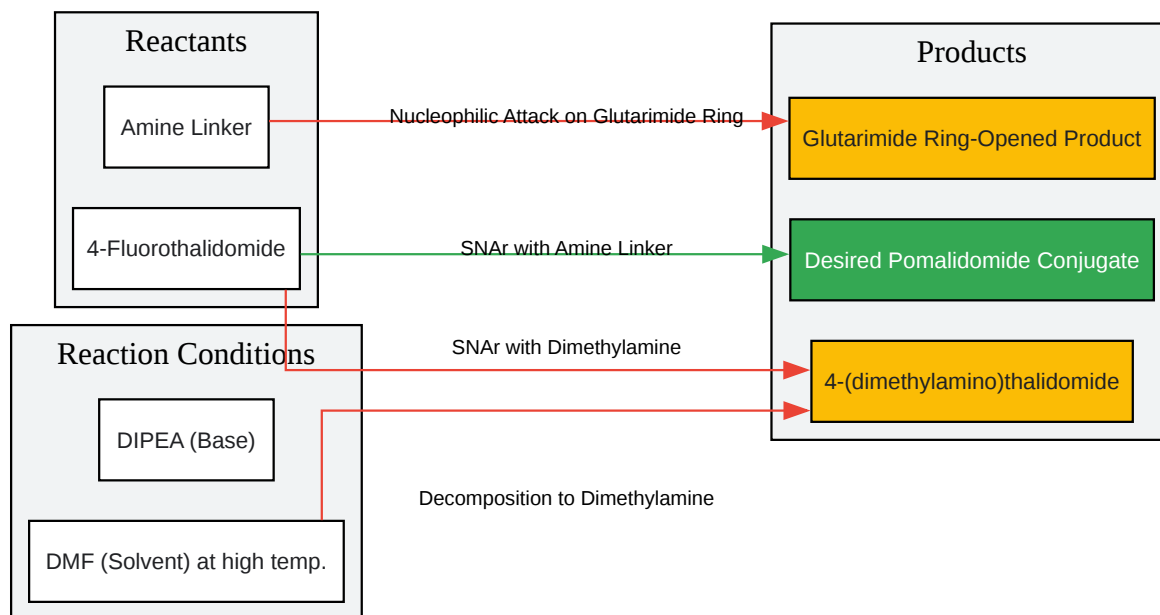 Reactants
Amine Linker
4-Fluorothalidomide
Reaction Conditions
DIPEA (Base)
DMF (Solvent) at high temp.
Nucleophilic Attack on Glutarimide Ring
SNAr with Amine Linker
SNAr with Dimethylamine
Decomposition to Dimethylamine
Products
Glutarimide Ring-Opened Product
Desired Pomalidomide Conjugate
4-(dimethylamino)thalidomide